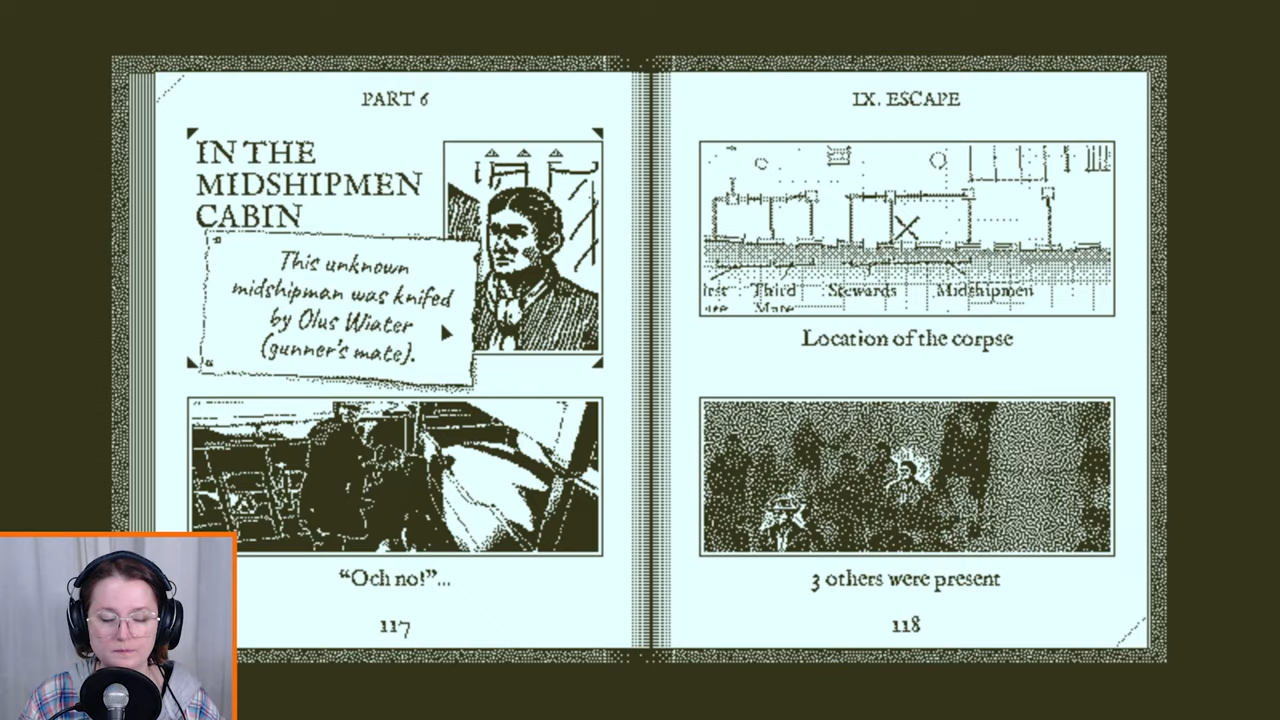 PART 6
IN THE
MIDSHIPMEN
CABIN
This unknown
midshipman was knifed
by Olus Wiater
(gunner's mate).
"Och no!"...
117
IX. ESCAPE
Third Stewards Midshipmen
Mate
Location of the corpse
3 others were present
118